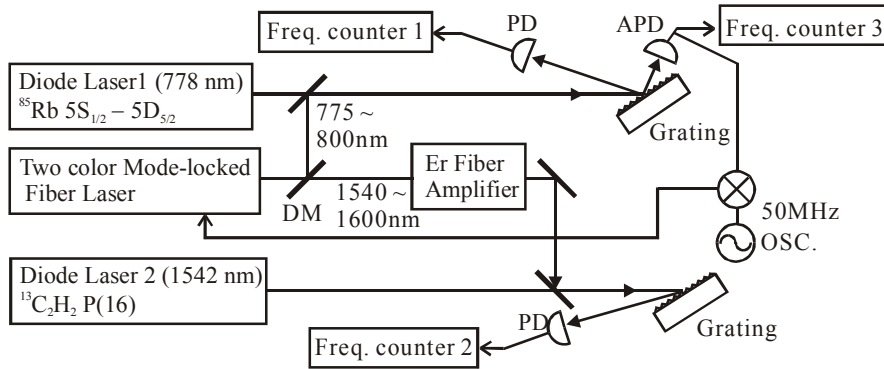 Freq. counter 1
PD
APD
Freq. counter 3
Diode Laser1 (778 nm)
⁸⁵Rb 5S₁/₂ – 5D₅/₂
775 ~
800nm
Grating
Two color Mode-locked
Fiber Laser
DM
1540 ~
1600nm
Er Fiber
Amplifier
50MHz
OSC.
Diode Laser 2 (1542 nm)
¹³C₂H₂ P(16)
PD
Grating
Freq. counter 2